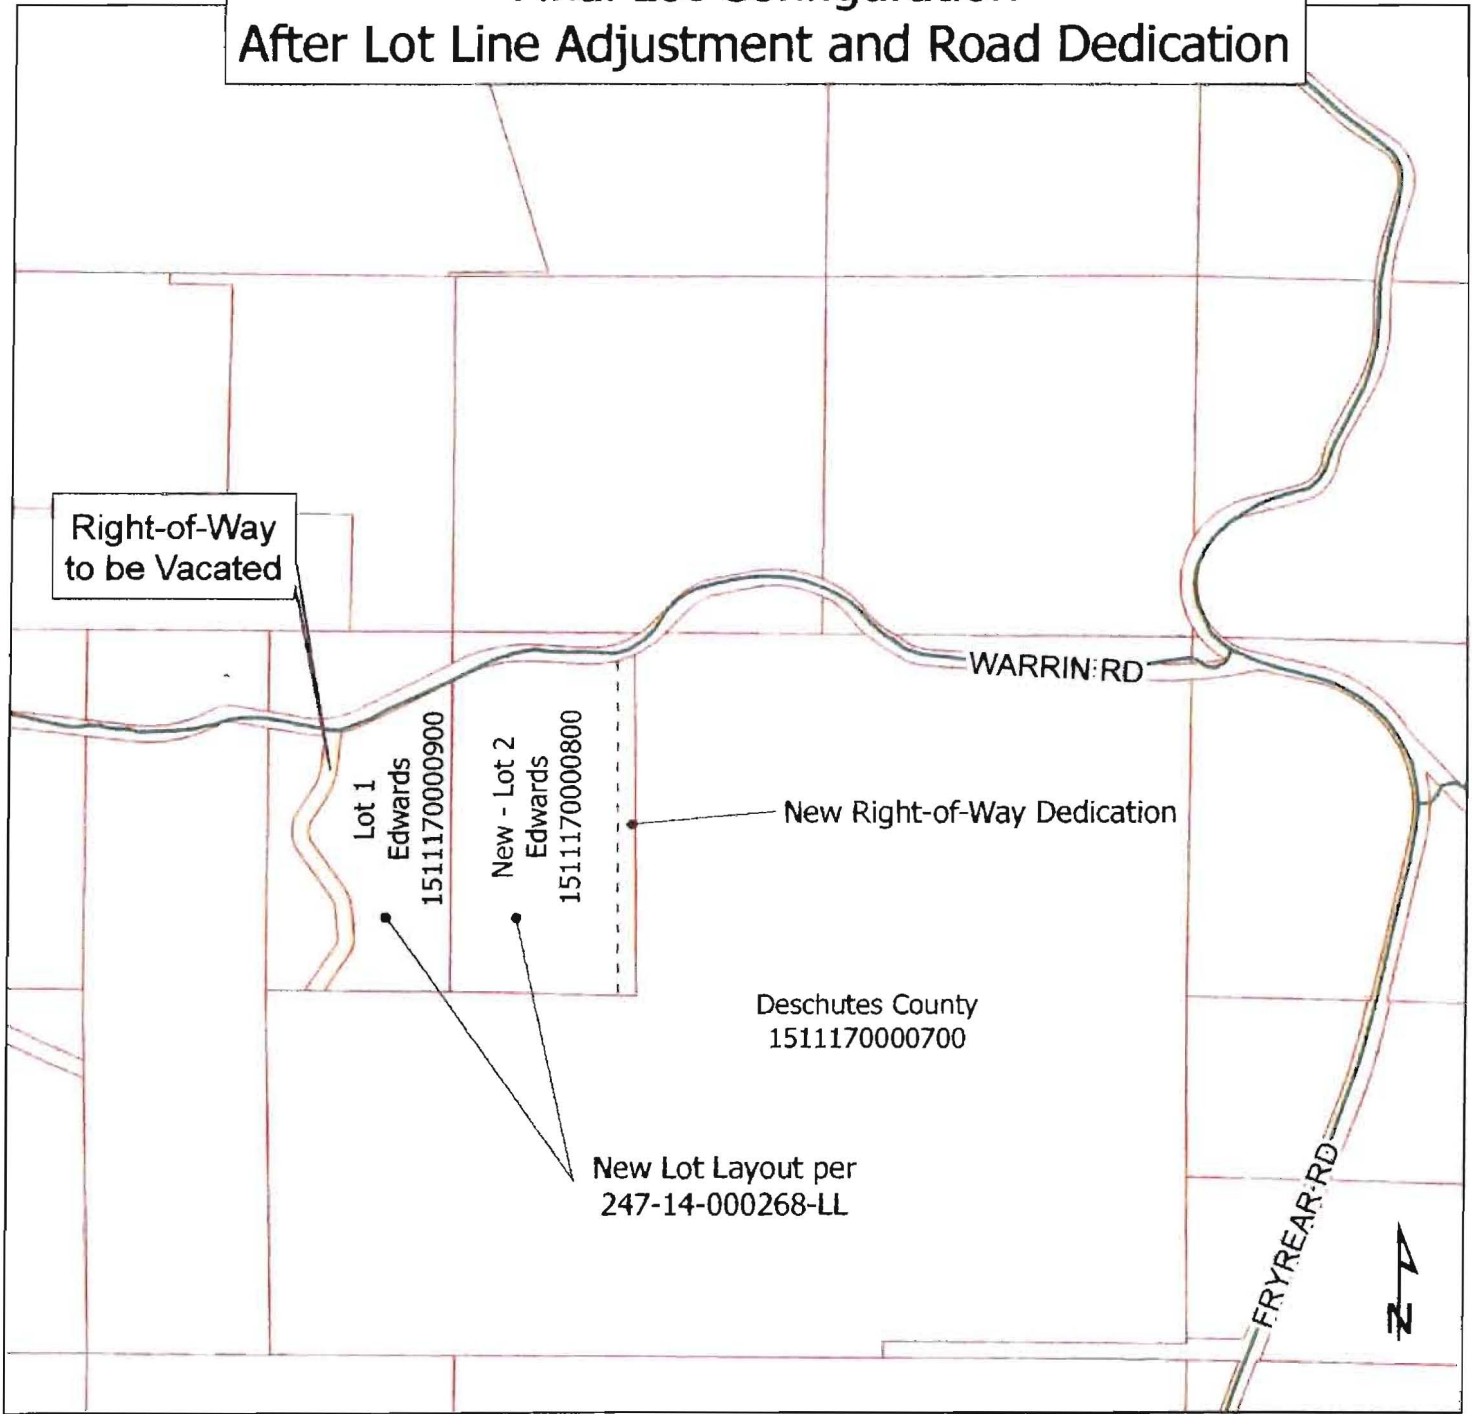 After Lot Line Adjustment and Road Dedication
Right-of-Way
to be Vacated
WARRIN RD
Lot 1
Edwards
1511170000900
New - Lot 2
Edwards
1511170000800
New Right-of-Way Dedication
Deschutes County
1511170000700
New Lot Layout per
247-14-000268-LL
FRYREAR RD
N